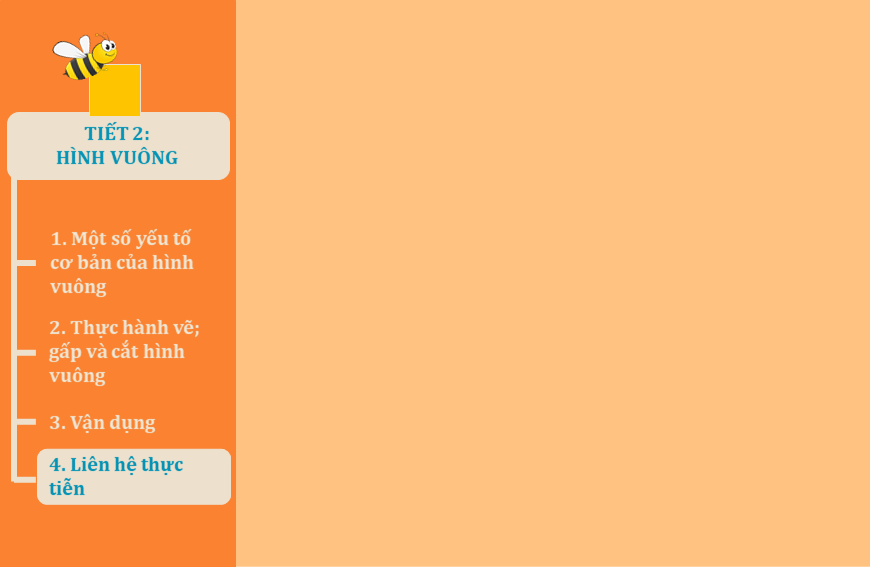 TIẾT 2:
HÌNH VUÔNG
1. Một số yếu tố
cơ bản của hình
vuông
2. Thực hành vẽ;
gấp và cắt hình
vuông
3. Vận dụng
4. Liên hệ thực
tiễn